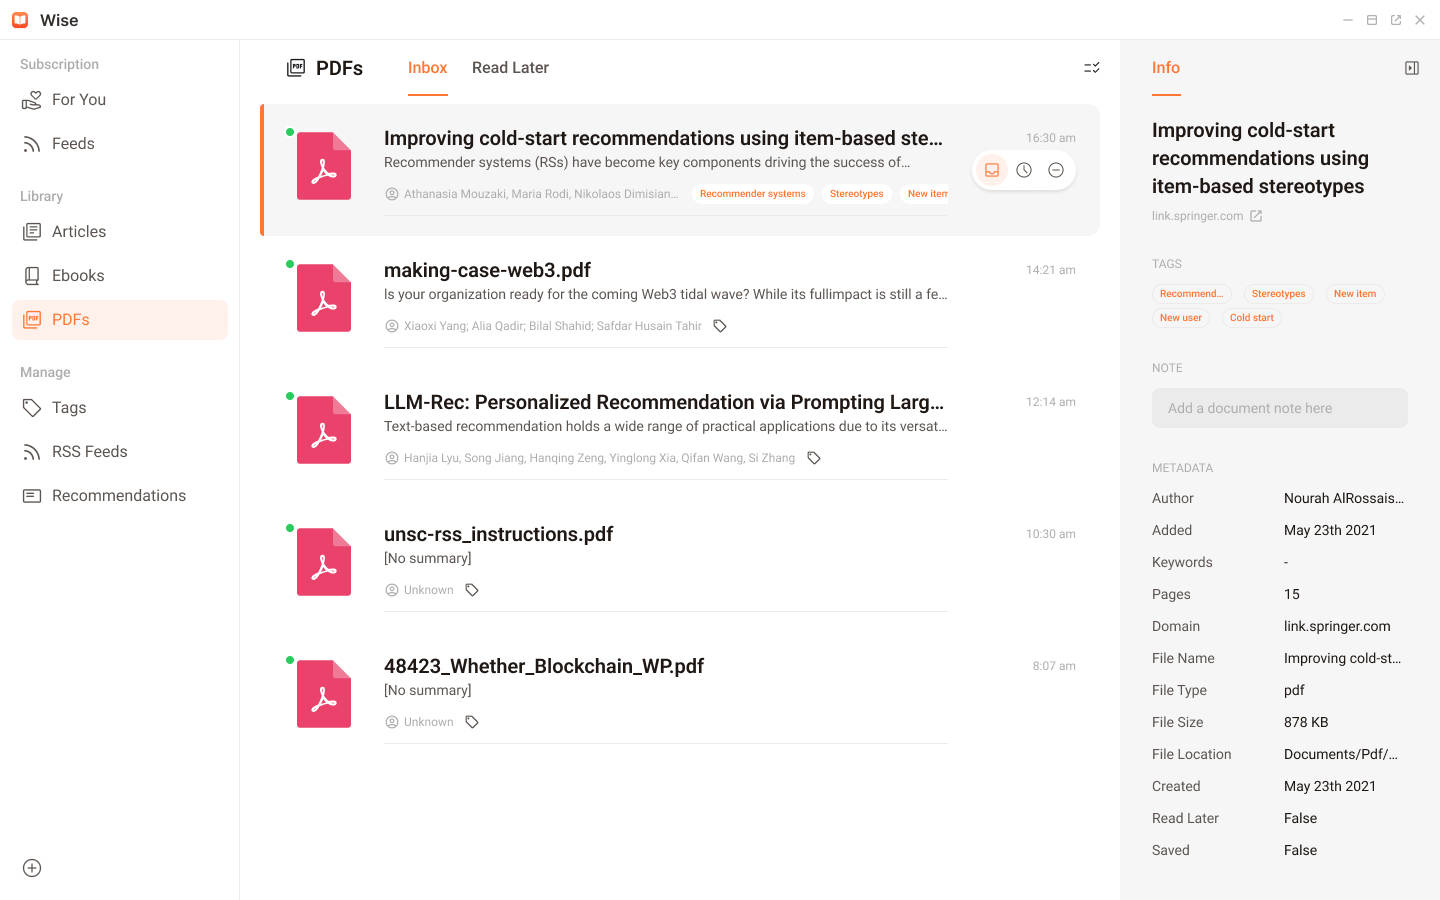 Wise
Subscription
For You
Feeds
Library
Articles
Ebooks
PDFs
Manage
Tags
RSS Feeds
Recommendations
PDFs
Inbox
Read Later
Improving cold-start recommendations using item-based ste...
16:30 am
Recommender systems (RSs) have become key components driving the success of...
Athanasia Mouzaki, Maria Rodi, Nikolaos Dimisian...
Recommender systems
Stereotypes
New item
making-case-web3.pdf
14:21 am
Is your organization ready for the coming Web3 tidal wave? While its fullimpact is still a fe...
Xiaoxi Yang; Alia Qadir; Bilal Shahid; Safdar Husain Tahir
LLM-Rec: Personalized Recommendation via Prompting Larg...
12:14 am
Text-based recommendation holds a wide range of practical applications due to its versat...
Hanjia Lyu, Song Jiang, Hanqing Zeng, Yinglong Xia, Qifan Wang, Si Zhang
unsc-rss_instructions.pdf
10:30 am
[No summary]
Unknown
48423_Whether_Blockchain_WP.pdf
8:07 am
[No summary]
Unknown
Info
Improving cold-start
recommendations using
item-based stereotypes
link.springer.com
TAGS
Recommend...
Stereotypes
New item
New user
Cold start
NOTE
Add a document note here
METADATA
Author Nourah AlRossais...
Added May 23th 2021
Keywords -
Pages 15
Domain link.springer.com
File Name Improving cold-st...
File Type pdf
File Size 878 KB
File Location Documents/Pdf/...
Created May 23th 2021
Read Later False
Saved False